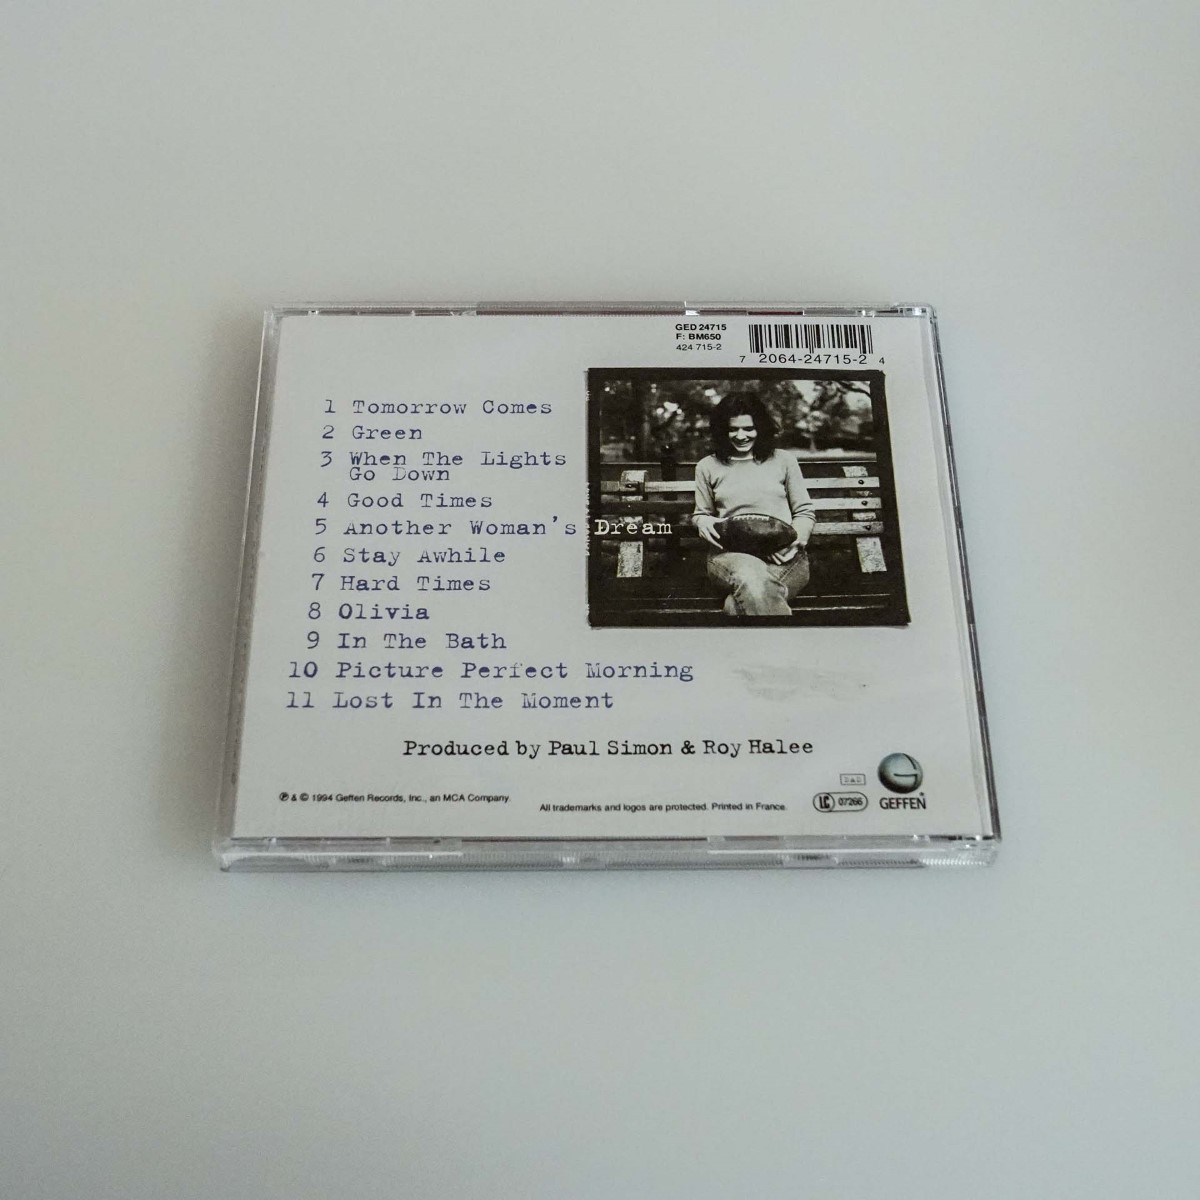 GED 24715
F: BM650
424 715-2
7 2064-24715-2 4
1 Tomorrow Comes
2 Green
3 When The Lights
Go Down
4 Good Times
5 Another Woman's Dream
6 Stay Awhile
7 Hard Times
8 Olivia
9 In The Bath
10 Picture Perfect Morning
11 Lost In The Moment
Produced by Paul Simon & Roy Halee
℗ & © 1994 Geffen Records, Inc., an MCA Company.
All trademarks and logos are protected. Printed in France.
DAD
LC 07266
GEFFEN